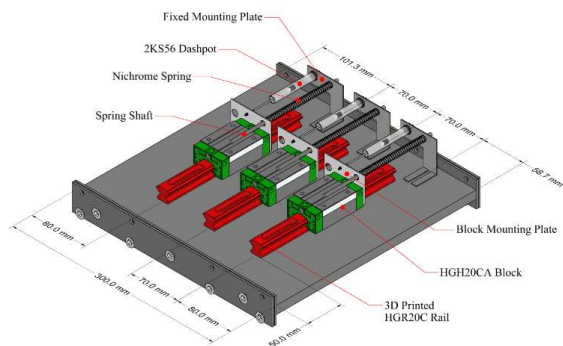 Fixed Mounting Plate
2KS56 Dashpot
Nichrome Spring
Spring Shaft
101.3 mm
70.0 mm
70.0 mm
58.7 mm
Block Mounting Plate
HGH20CA Block
3D Printed
HGR20C Rail
60.0 mm
300.0 mm
70.0 mm
80.0 mm
50.0 mm